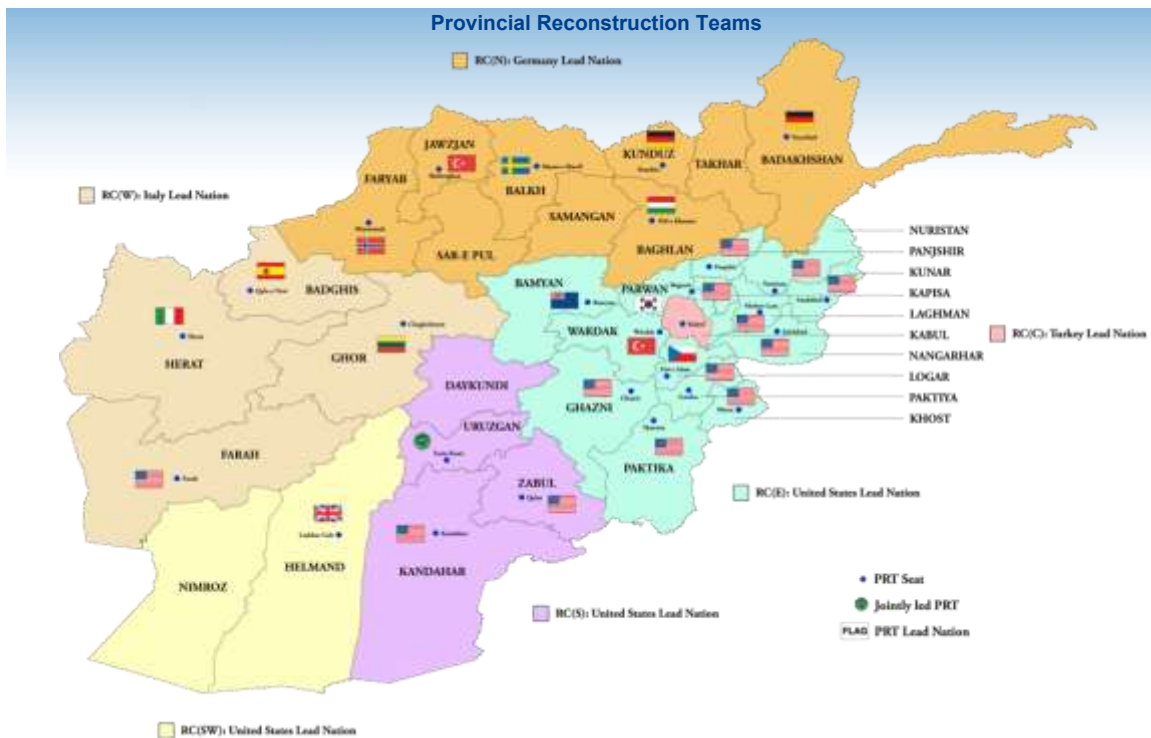 Provincial Reconstruction Teams
RC(N): Germany Lead Nation
JAWZJAN
KUNDUZ
TAKHAR
BADAKHSHAN
FARYAB
BALKH
RC(W): Italy Lead Nation
SAMANGAN
BAGHLAN
SAR-E PUL
NURISTAN
PANJSHIR
KUNAR
KAPISA
LAGHMAN
KABUL
RC(C): Turkey Lead Nation
NANGARHAR
LOGAR
PAKTIYA
KHOST
BADGHIS
BAMYAN
PARWAN
WARDAK
HERAT
GHOR
DAYKUNDI
GHAZNI
URUZGAN
FARAH
PAKTIKA
ZABUL
RC(E): United States Lead Nation
HELMAND
KANDAHAR
NIMROZ
PRT Seat
Jointly led PRT
FLAG PRT Lead Nation
RC(S): United States Lead Nation
RC(SW): United States Lead Nation